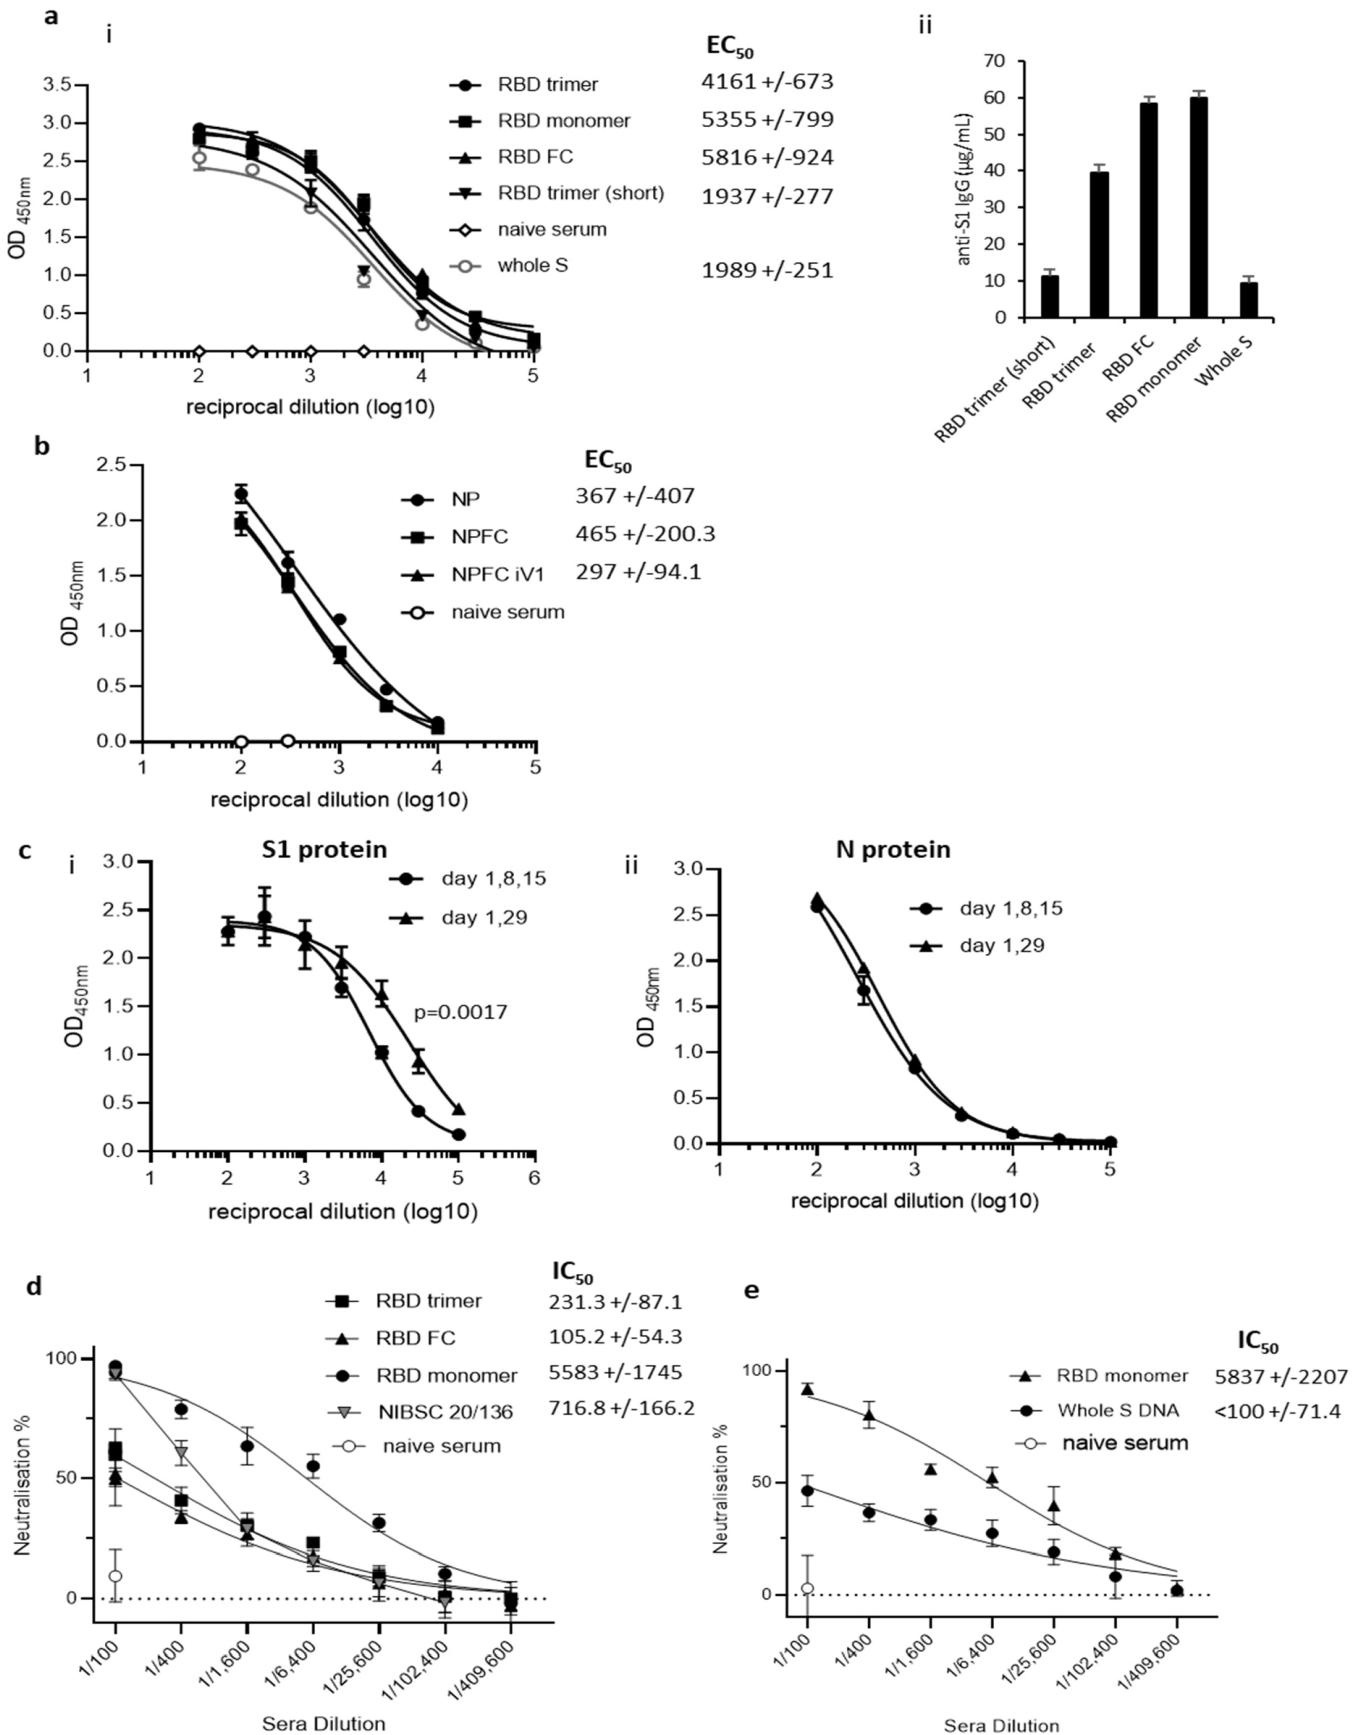 a
i
EC50
3.5
3.0
2.5
2.0
1.5
1.0
0.5
0.0
OD 450nm
1 2 3 4 5
reciprocal dilution (log10)
RBD trimer 4161 +/-673
RBD monomer 5355 +/-799
RBD FC 5816 +/-924
RBD trimer (short) 1937 +/-277
naive serum
whole S 1989 +/-251
ii
70
60
50
40
30
20
10
0
anti-S1 IgG (µg/mL)
RBD trimer (short)
RBD trimer
RBD FC
RBD monomer
Whole S
b
EC50
2.5
2.0
1.5
1.0
0.5
0.0
OD 450nm
1 2 3 4 5
reciprocal dilution (log10)
NP 367 +/-407
NPFC 465 +/-200.3
NPFC iV1 297 +/-94.1
naive serum
c
i
S1 protein
3.0
2.5
2.0
1.5
1.0
0.5
0.0
OD450nm
day 1,8,15
day 1,29
p=0.0017
1 2 3 4 5 6
reciprocal dilution (log10)
ii
N protein
3.0
2.5
2.0
1.5
1.0
0.5
0.0
OD 450nm
day 1,8,15
day 1,29
1 2 3 4 5
reciprocal dilution (log10)
d
IC50
RBD trimer 231.3 +/-87.1
RBD FC 105.2 +/-54.3
RBD monomer 5583 +/-1745
NIBSC 20/136 716.8 +/-166.2
naive serum
100
50
0
Neutralisation %
1/100
1/400
1/1,600
1/6,400
1/25,600
1/102,400
1/409,600
Sera Dilution
e
IC50
RBD monomer 5837 +/-2207
Whole S DNA <100 +/-71.4
naive serum
100
50
0
Neutralisation %
1/100
1/400
1/1,600
1/6,400
1/25,600
1/102,400
1/409,600
Sera Dilution